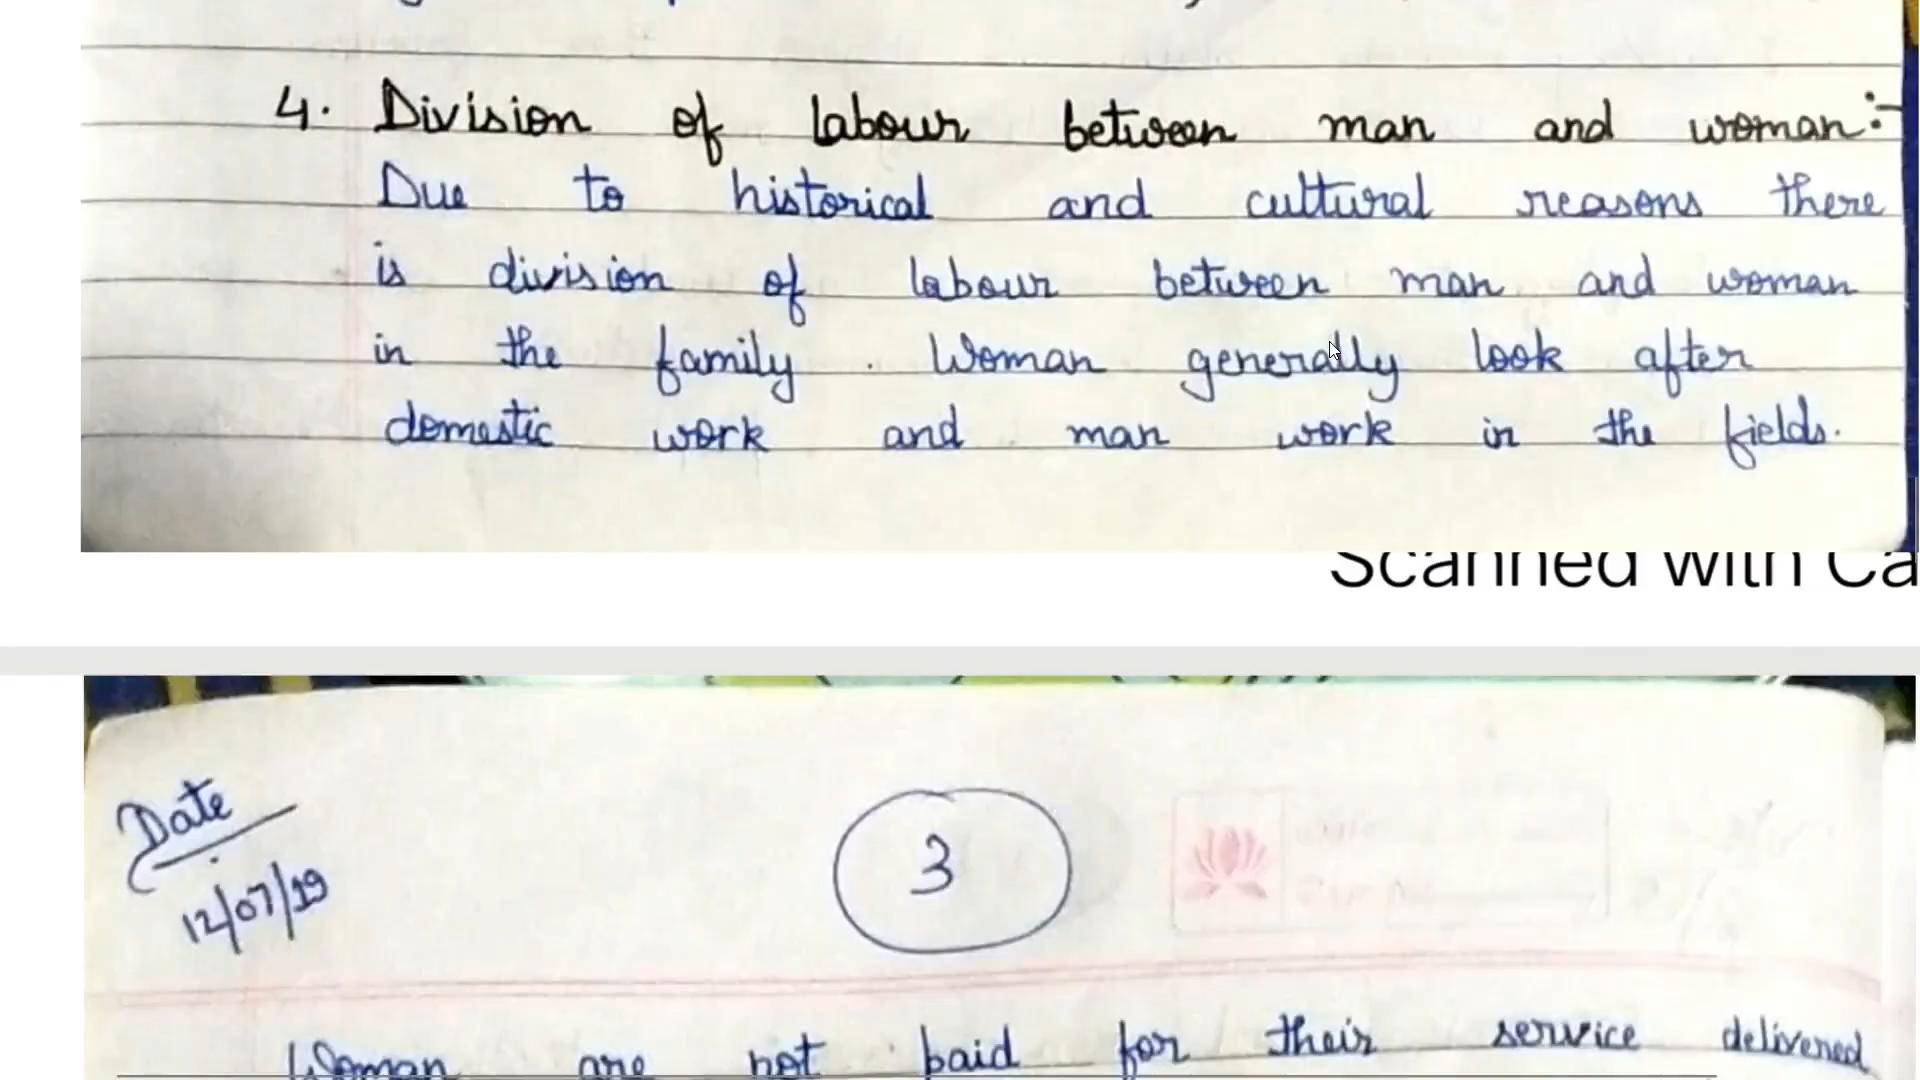 4. Division of labour between man and woman:-
Due to historical and cultural reasons there
is division of labour between man and woman
in the family. Woman generally look after
domestic work and man work in the fields.
Scanned with Ca
Date
12/07/19
3
Woman are not paid for their service delivered